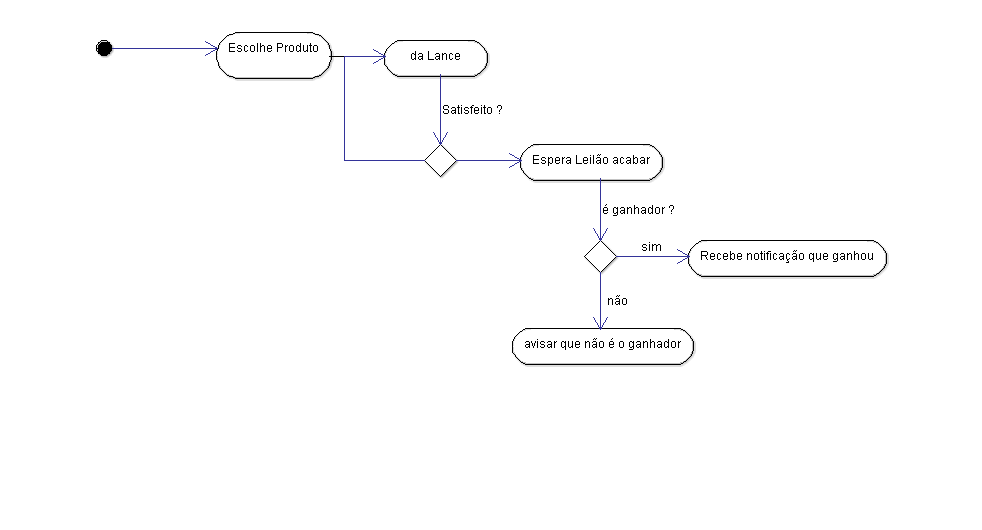 Escolhe Produto
da Lance
Satisfeito ?
Espera Leilão acabar
é ganhador ?
sim
Recebe notificação que ganhou
não
avisar que não é o ganhador